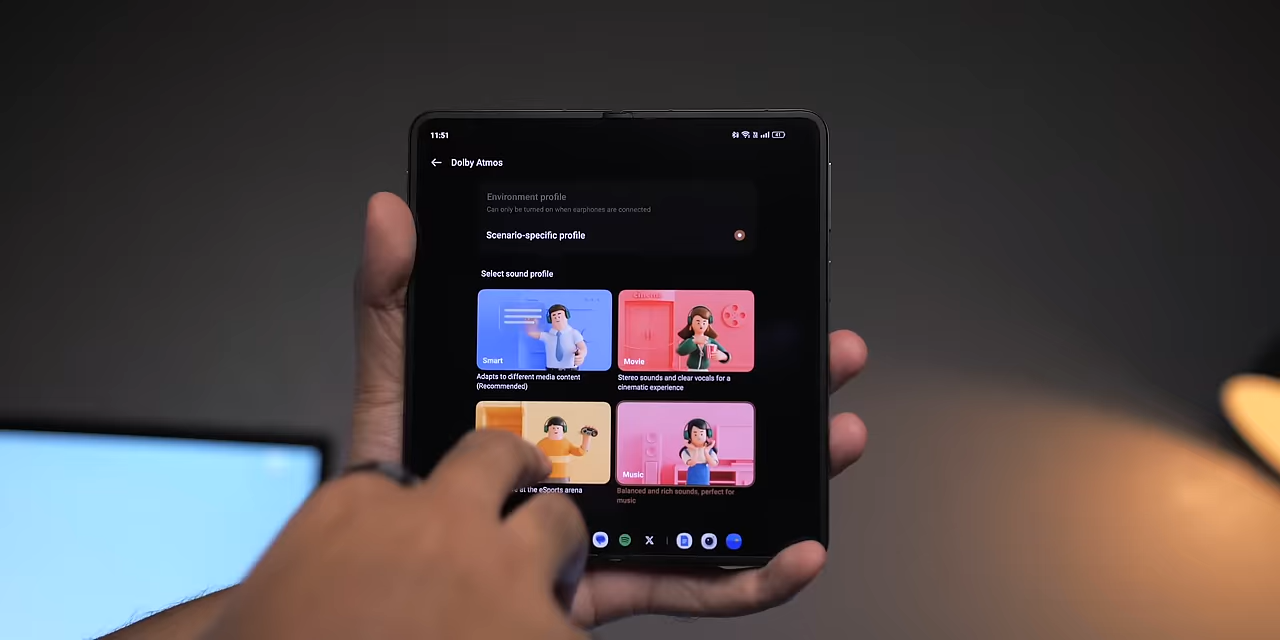 11:51
Dolby Atmos
Environment profile
Can only be turned on when earphones are connected
Scenario-specific profile
Select sound profile
cinema
Smart
Movie
Adapts to different media content
(Recommended)
Stereo sounds and clear vocals for a
cinematic experience
Music
at the eSports arena
Balanced and rich sounds, perfect for
music